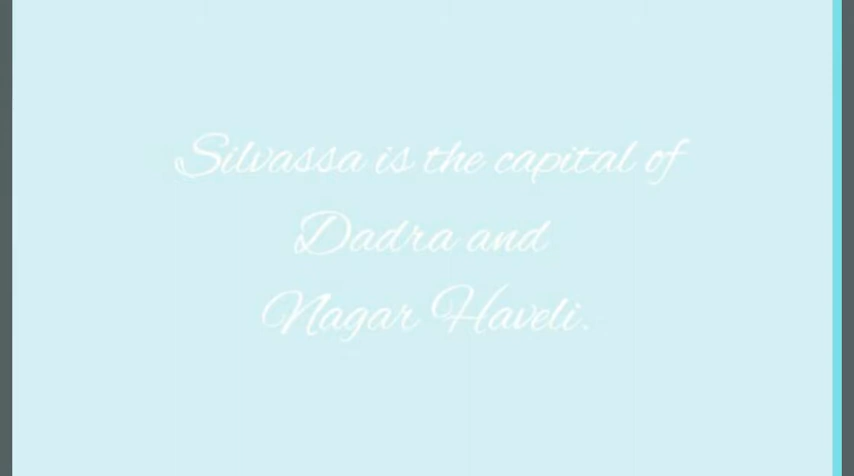 Silvassa is the capital of
Dadra and
Nagar Haveli.